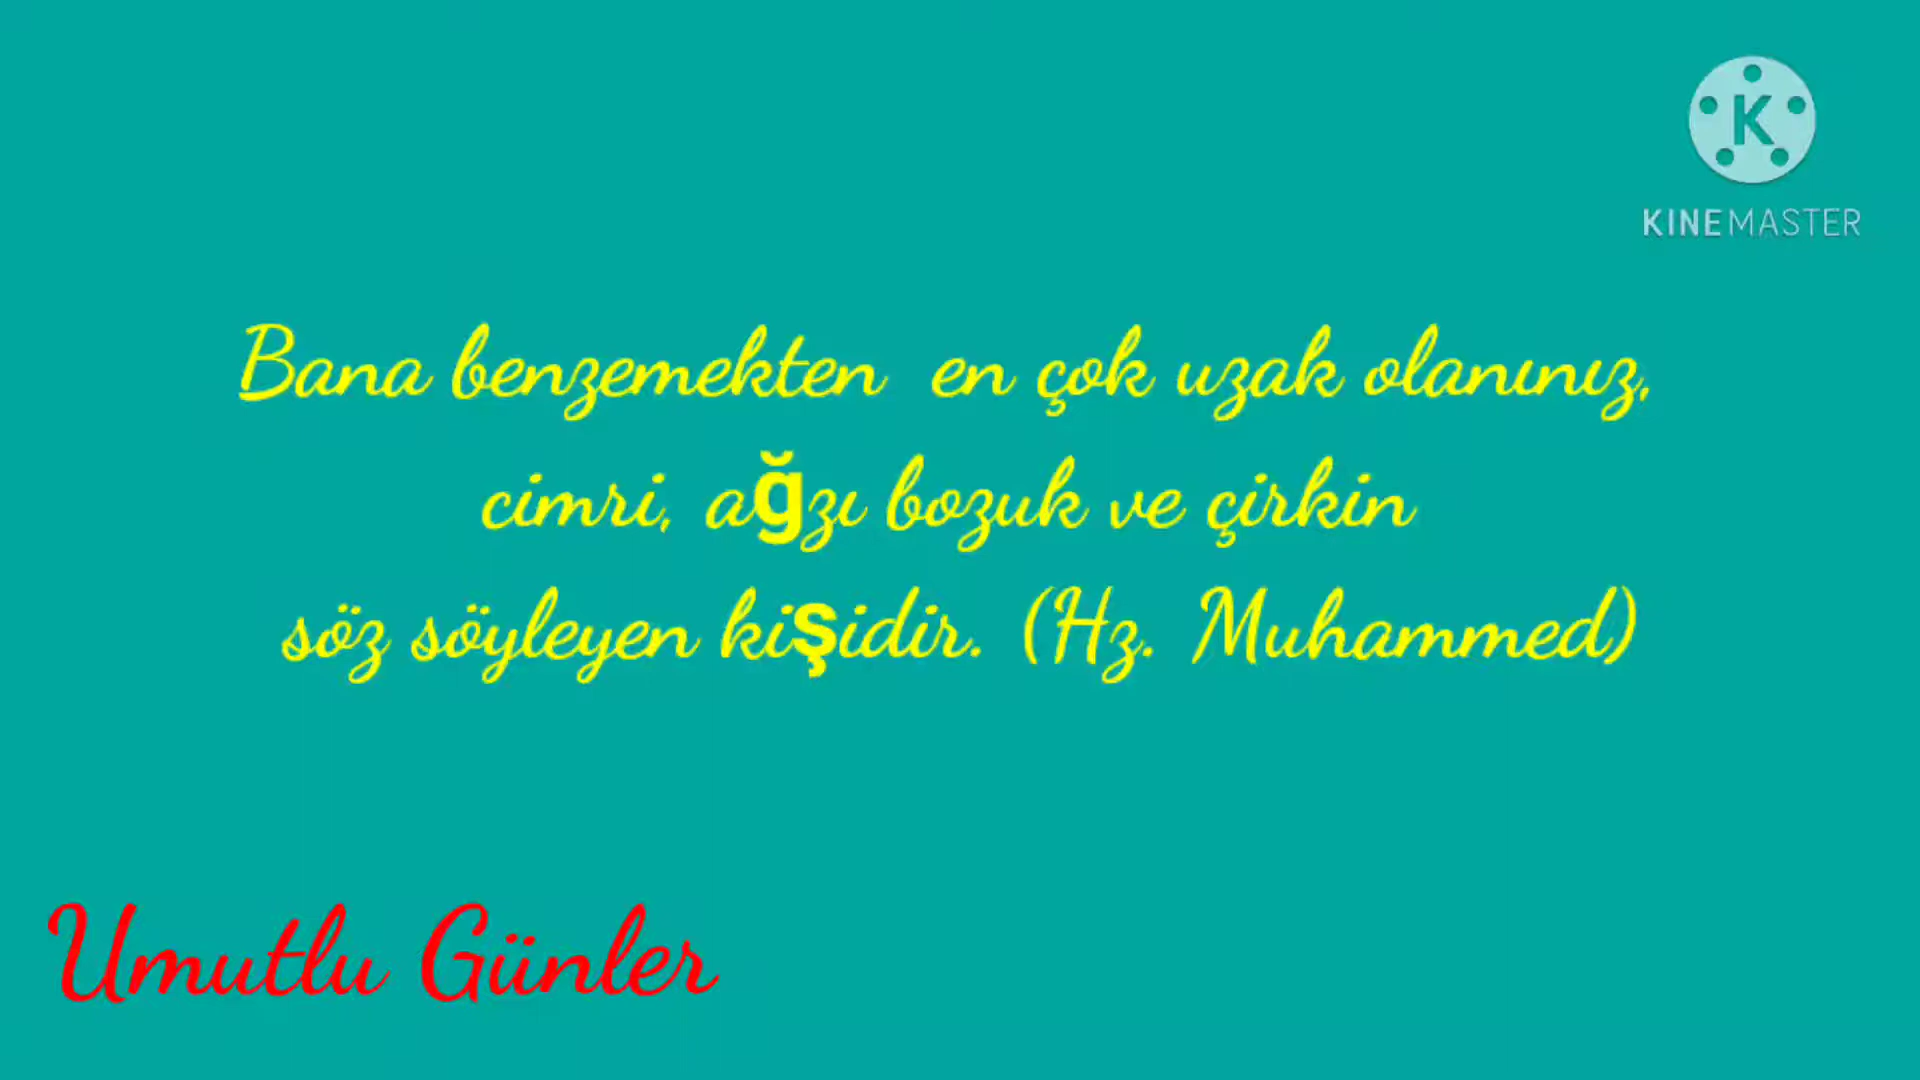 K
KINEMASTER
Bana benzemekten en çok uzak olanınız,
cimri, ağzı bozuk ve çirkin
söz söyleyen kişidir. (Hz. Muhammed)
Umutlu Günler